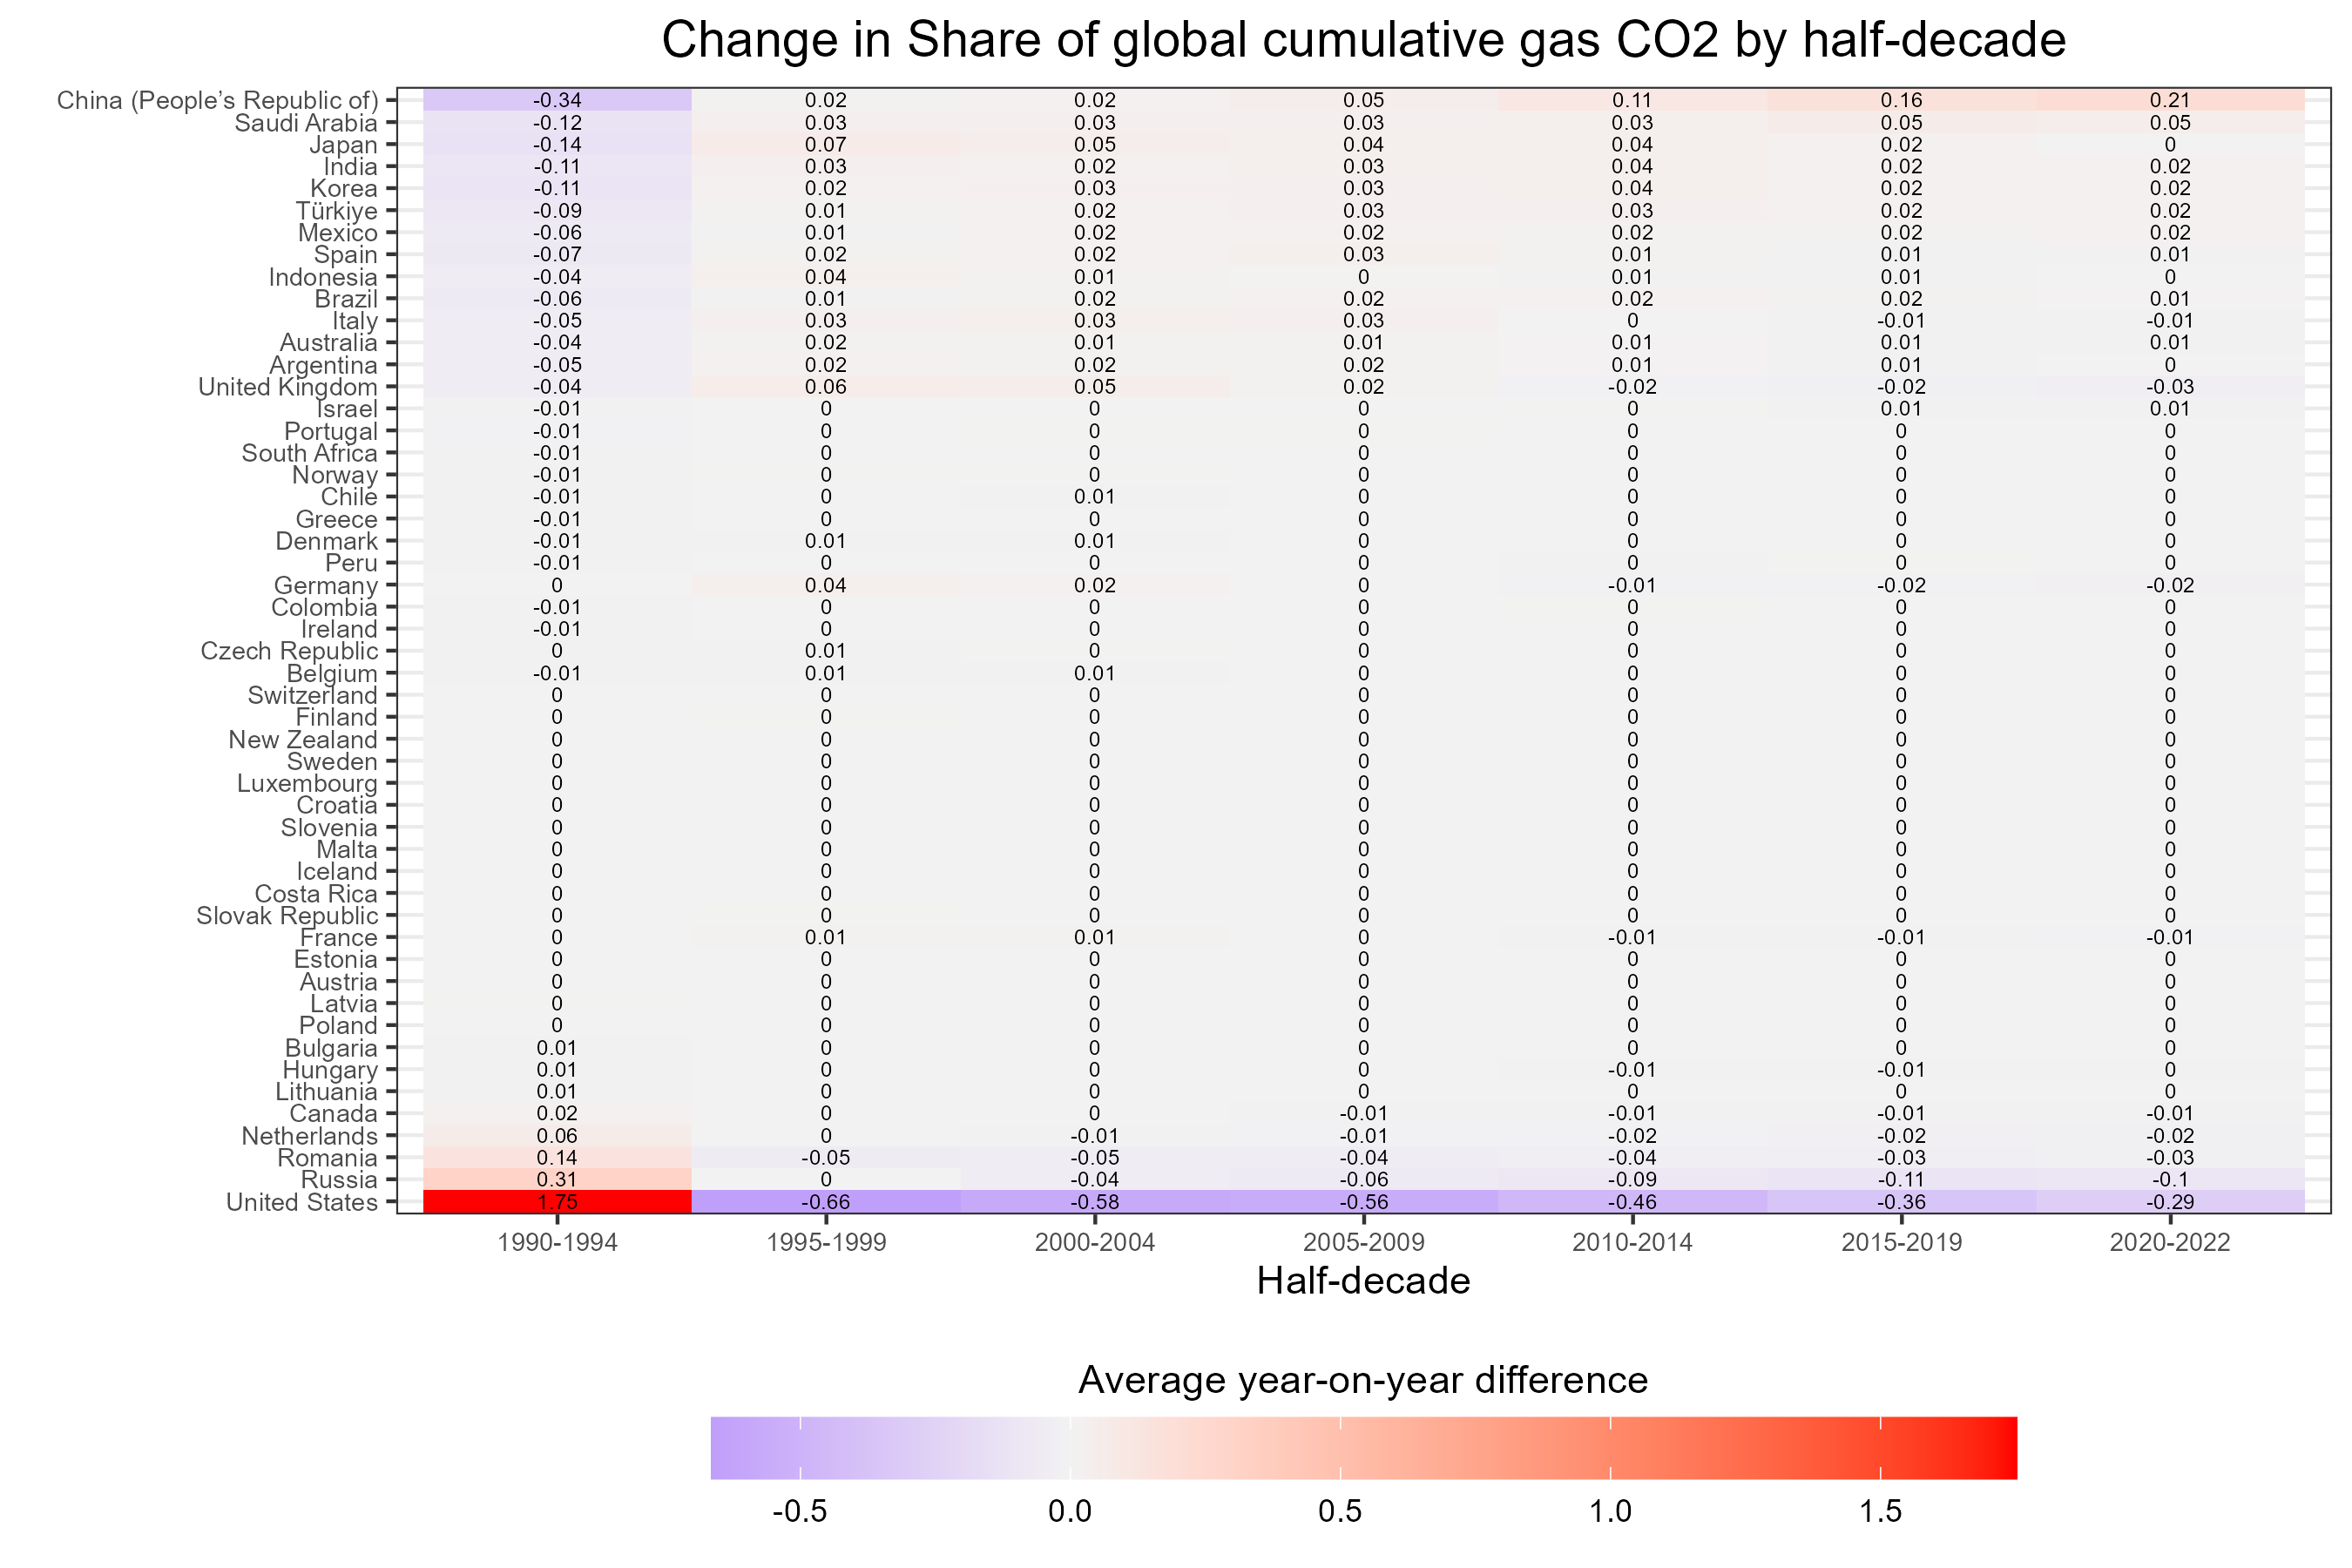 Change in Share of global cumulative gas CO2 by half-decade
China (People’s Republic of) -0.34 0.02 0.02 0.05 0.11 0.16 0.21
Saudi Arabia -0.12 0.03 0.03 0.03 0.03 0.05 0.05
Japan -0.14 0.07 0.05 0.04 0.04 0.02 0
India -0.11 0.03 0.02 0.03 0.04 0.02 0.02
Korea -0.11 0.02 0.03 0.03 0.04 0.02 0.02
Türkiye -0.09 0.01 0.02 0.03 0.03 0.02 0.02
Mexico -0.06 0.01 0.02 0.02 0.02 0.02 0.02
Spain -0.07 0.02 0.02 0.03 0.01 0.01 0.01
Indonesia -0.04 0.04 0.01 0 0.01 0.01 0
Brazil -0.06 0.01 0.02 0.02 0.02 0.02 0.01
Italy -0.05 0.03 0.03 0.03 0 -0.01 -0.01
Australia -0.04 0.02 0.01 0.01 0.01 0.01 0.01
Argentina -0.05 0.02 0.02 0.02 0.01 0.01 0
United Kingdom -0.04 0.06 0.05 0.02 -0.02 -0.02 -0.03
Israel -0.01 0 0 0 0 0.01 0.01
Portugal -0.01 0 0 0 0 0 0
South Africa -0.01 0 0 0 0 0 0
Norway -0.01 0 0 0 0 0 0
Chile -0.01 0 0.01 0 0 0 0
Greece -0.01 0 0 0 0 0 0
Denmark -0.01 0.01 0.01 0 0 0 0
Peru -0.01 0 0 0 0 0 0
Germany 0 0.04 0.02 0 -0.01 -0.02 -0.02
Colombia -0.01 0 0 0 0 0 0
Ireland -0.01 0 0 0 0 0 0
Czech Republic 0 0.01 0 0 0 0 0
Belgium -0.01 0.01 0.01 0 0 0 0
Switzerland 0 0 0 0 0 0 0
Finland 0 0 0 0 0 0 0
New Zealand 0 0 0 0 0 0 0
Sweden 0 0 0 0 0 0 0
Luxembourg 0 0 0 0 0 0 0
Croatia 0 0 0 0 0 0 0
Slovenia 0 0 0 0 0 0 0
Malta 0 0 0 0 0 0 0
Iceland 0 0 0 0 0 0 0
Costa Rica 0 0 0 0 0 0 0
Slovak Republic 0 0 0 0 0 0 0
France 0 0.01 0.01 0 -0.01 -0.01 -0.01
Estonia 0 0 0 0 0 0 0
Austria 0 0 0 0 0 0 0
Latvia 0 0 0 0 0 0 0
Poland 0 0 0 0 0 0 0
Bulgaria 0.01 0 0 0 0 0 0
Hungary 0.01 0 0 0 -0.01 -0.01 0
Lithuania 0.01 0 0 0 0 0 0
Canada 0.02 0 0 -0.01 -0.01 -0.01 -0.01
Netherlands 0.06 0 -0.01 -0.01 -0.02 -0.02 -0.02
Romania 0.14 -0.05 -0.05 -0.04 -0.04 -0.03 -0.03
Russia 0.31 0 -0.04 -0.06 -0.09 -0.11 -0.1
United States 1.75 -0.66 -0.58 -0.56 -0.46 -0.36 -0.29
1990-1994 1995-1999 2000-2004 2005-2009 2010-2014 2015-2019 2020-2022
Half-decade
Average year-on-year difference
-0.5 0.0 0.5 1.0 1.5